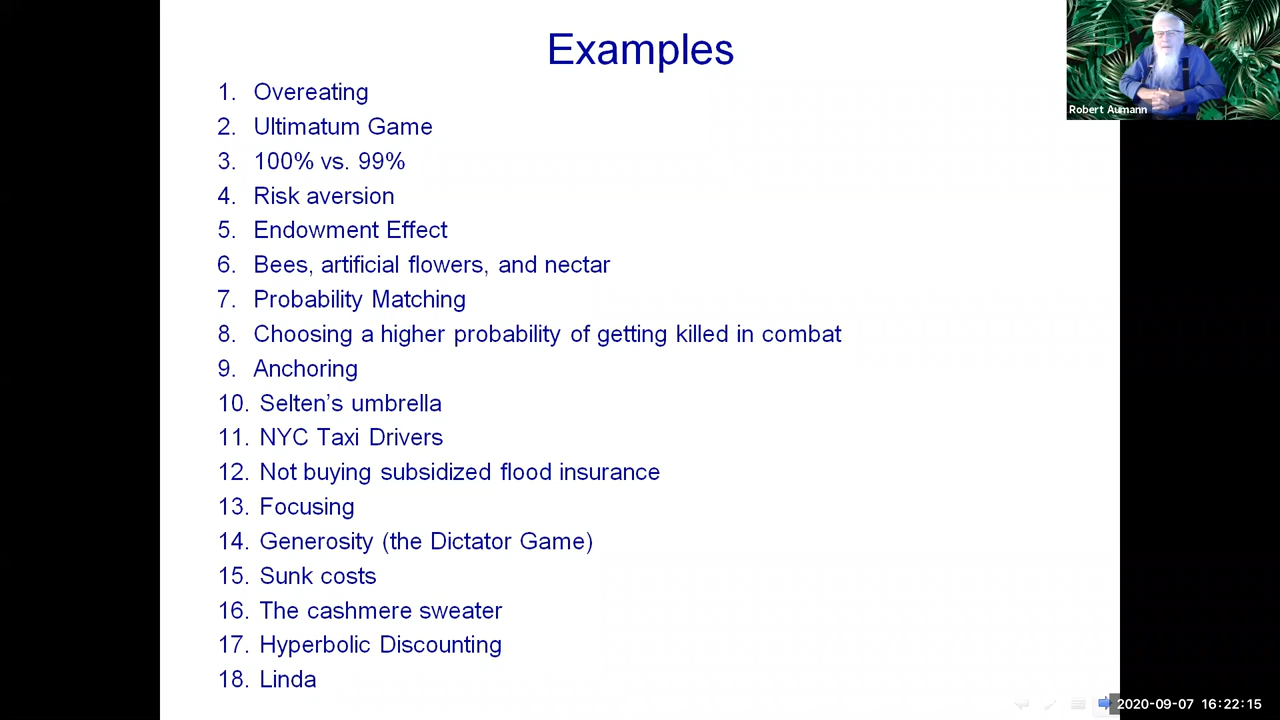 Examples
1. Overeating
2. Ultimatum Game
3. 100% vs. 99%
4. Risk aversion
5. Endowment Effect
6. Bees, artificial flowers, and nectar
7. Probability Matching
8. Choosing a higher probability of getting killed in combat
9. Anchoring
10. Selten's umbrella
11. NYC Taxi Drivers
12. Not buying subsidized flood insurance
13. Focusing
14. Generosity (the Dictator Game)
15. Sunk costs
16. The cashmere sweater
17. Hyperbolic Discounting
18. Linda
Robert Aumann
2020-09-07 16:22:15